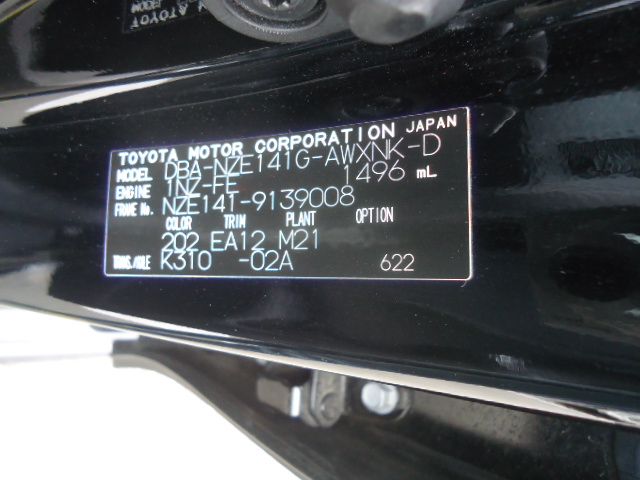 TOYOTA MOTOR CORPORATION JAPAN
MODEL DBA-NZE141G-AWXNK-D
ENGINE 1NZ-FE 1496 mL
FRAME No. NZE141-9139008
COLOR TRIM PLANT OPTION
202 EA12 M21
TRANS./AXLE K310 -02A 622